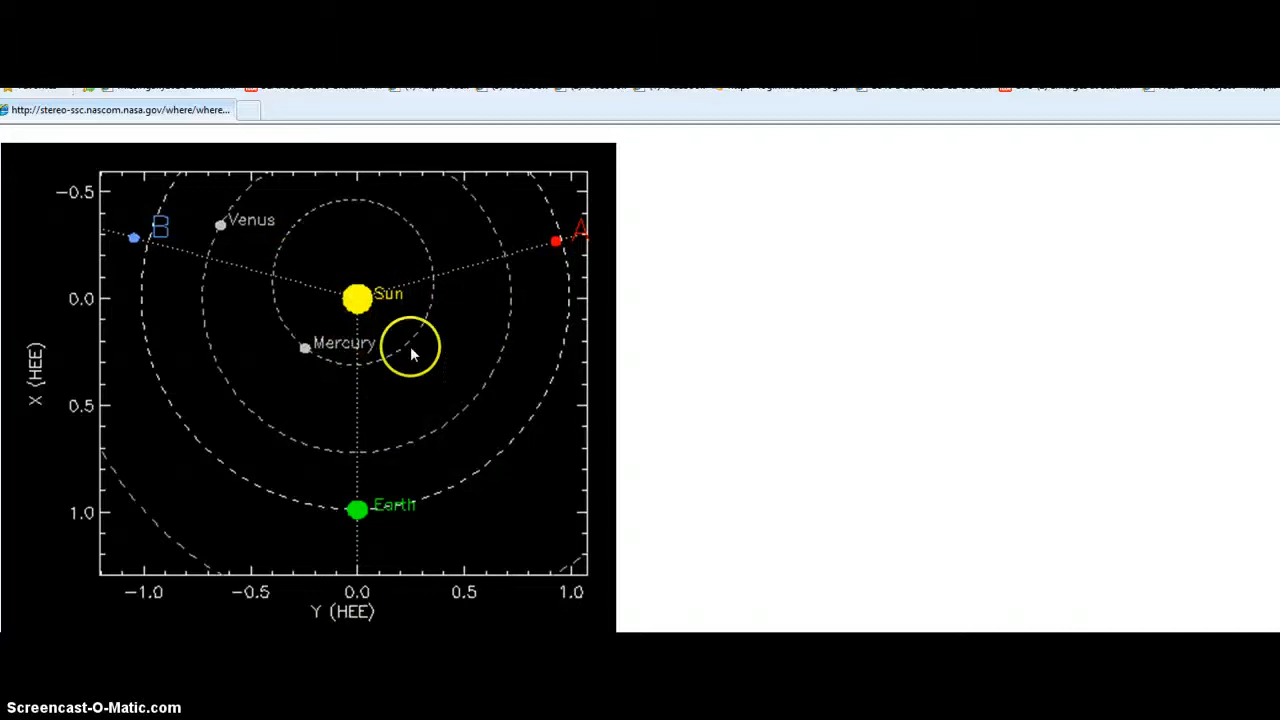 http://stereo-ssc.nascom.nasa.gov/where/where...
−0.5
0.0
0.5
1.0
X (HEE)
B
Venus
A
Sun
Mercury
Earth
−1.0 −0.5 0.0 0.5 1.0
Y (HEE)
Screencast-O-Matic.com